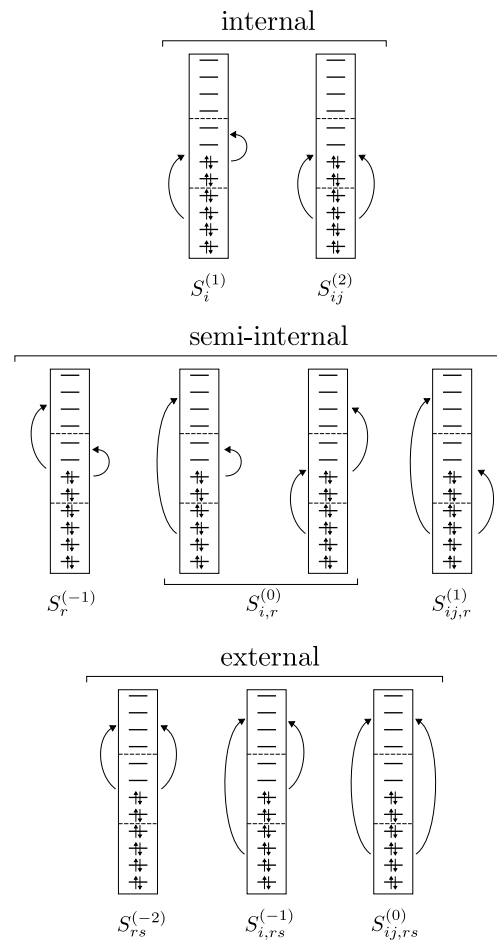 internal
S_i^{(1)} S_{ij}^{(2)}
semi-internal
S_r^{(-1)} S_{i,r}^{(0)} S_{ij,r}^{(1)}
external
S_{rs}^{(-2)} S_{i,rs}^{(-1)} S_{ij,rs}^{(0)}